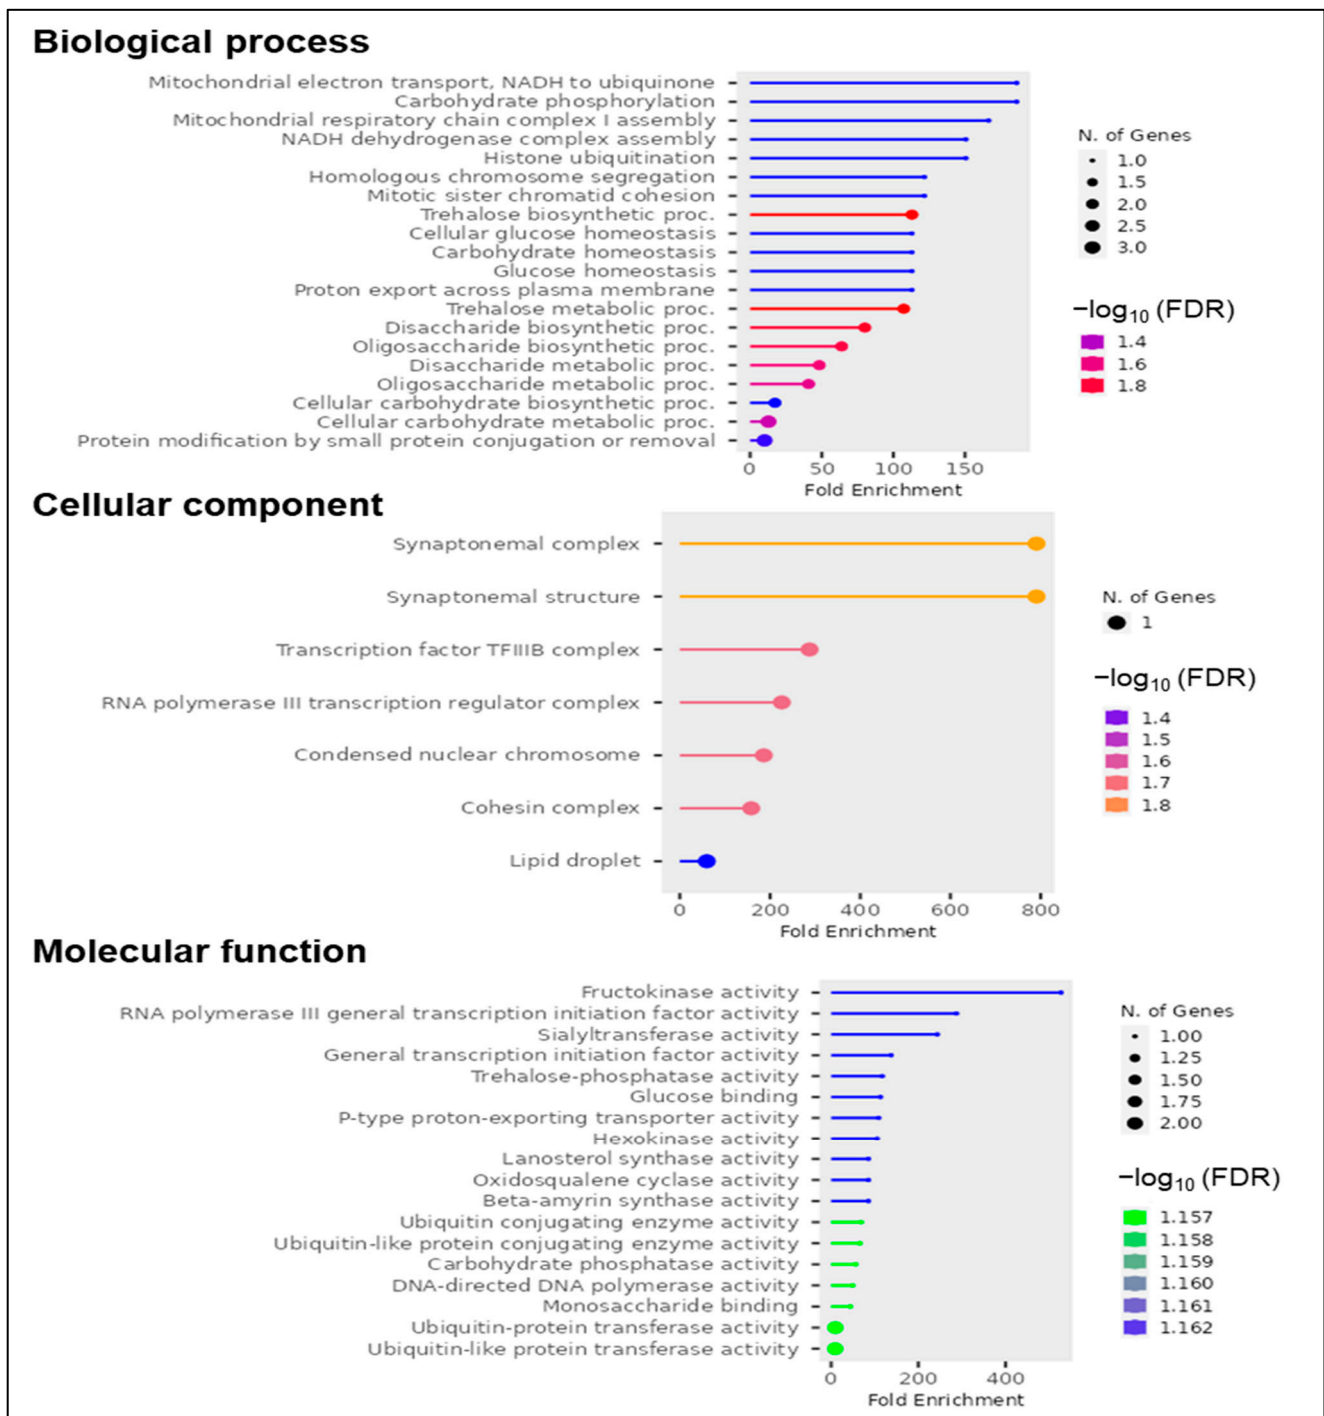 Biological process
Mitochondrial electron transport, NADH to ubiquinone
Carbohydrate phosphorylation
Mitochondrial respiratory chain complex I assembly
NADH dehydrogenase complex assembly
Histone ubiquitination
Homologous chromosome segregation
Mitotic sister chromatid cohesion
Trehalose biosynthetic proc.
Cellular glucose homeostasis
Carbohydrate homeostasis
Glucose homeostasis
Proton export across plasma membrane
Trehalose metabolic proc.
Disaccharide biosynthetic proc.
Oligosaccharide biosynthetic proc.
Disaccharide metabolic proc.
Oligosaccharide metabolic proc.
Cellular carbohydrate biosynthetic proc.
Cellular carbohydrate metabolic proc.
Protein modification by small protein conjugation or removal
0 50 100 150
Fold Enrichment
N. of Genes
1.0
1.5
2.0
2.5
3.0
−log₁₀ (FDR)
1.4
1.6
1.8
Cellular component
Synaptonemal complex
Synaptonemal structure
Transcription factor TFIIIB complex
RNA polymerase III transcription regulator complex
Condensed nuclear chromosome
Cohesin complex
Lipid droplet
0 200 400 600 800
Fold Enrichment
N. of Genes
1
−log₁₀ (FDR)
1.4
1.5
1.6
1.7
1.8
Molecular function
Fructokinase activity
RNA polymerase III general transcription initiation factor activity
Sialyltransferase activity
General transcription initiation factor activity
Trehalose-phosphatase activity
Glucose binding
P-type proton-exporting transporter activity
Hexokinase activity
Lanosterol synthase activity
Oxidosqualene cyclase activity
Beta-amyrin synthase activity
Ubiquitin conjugating enzyme activity
Ubiquitin-like protein conjugating enzyme activity
Carbohydrate phosphatase activity
DNA-directed DNA polymerase activity
Monosaccharide binding
Ubiquitin-protein transferase activity
Ubiquitin-like protein transferase activity
0 200 400
Fold Enrichment
N. of Genes
1.00
1.25
1.50
1.75
2.00
−log₁₀ (FDR)
1.157
1.158
1.159
1.160
1.161
1.162